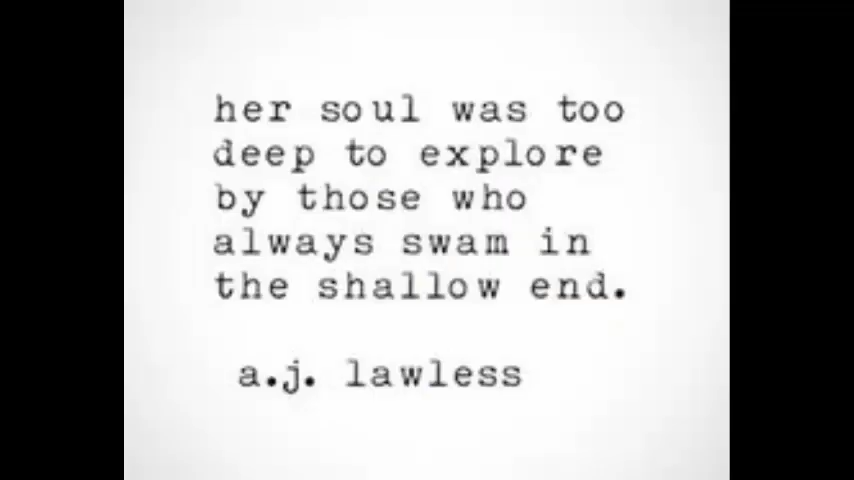 her soul was too
deep to explore
by those who
always swam in
the shallow end.
a.j. lawless